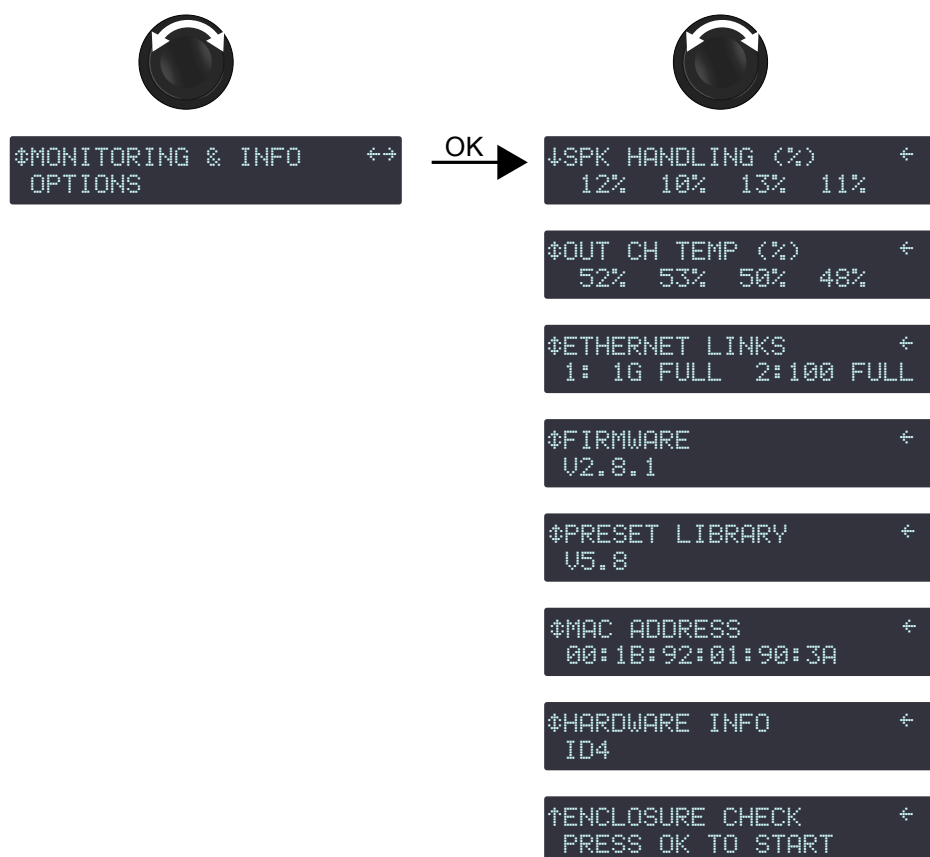 ↕MONITORING & INFO ←→
OPTIONS
OK
↓SPK HANDLING (%) ←
12% 10% 13% 11%
↕OUT CH TEMP (%) ←
52% 53% 50% 48%
↕ETHERNET LINKS ←
1: 1G FULL 2:100 FULL
↕FIRMWARE ←
V2.8.1
↕PRESET LIBRARY ←
V5.8
↕MAC ADDRESS ←
00:1B:92:01:90:3A
↕HARDWARE INFO ←
ID4
↑ENCLOSURE CHECK ←
PRESS OK TO START